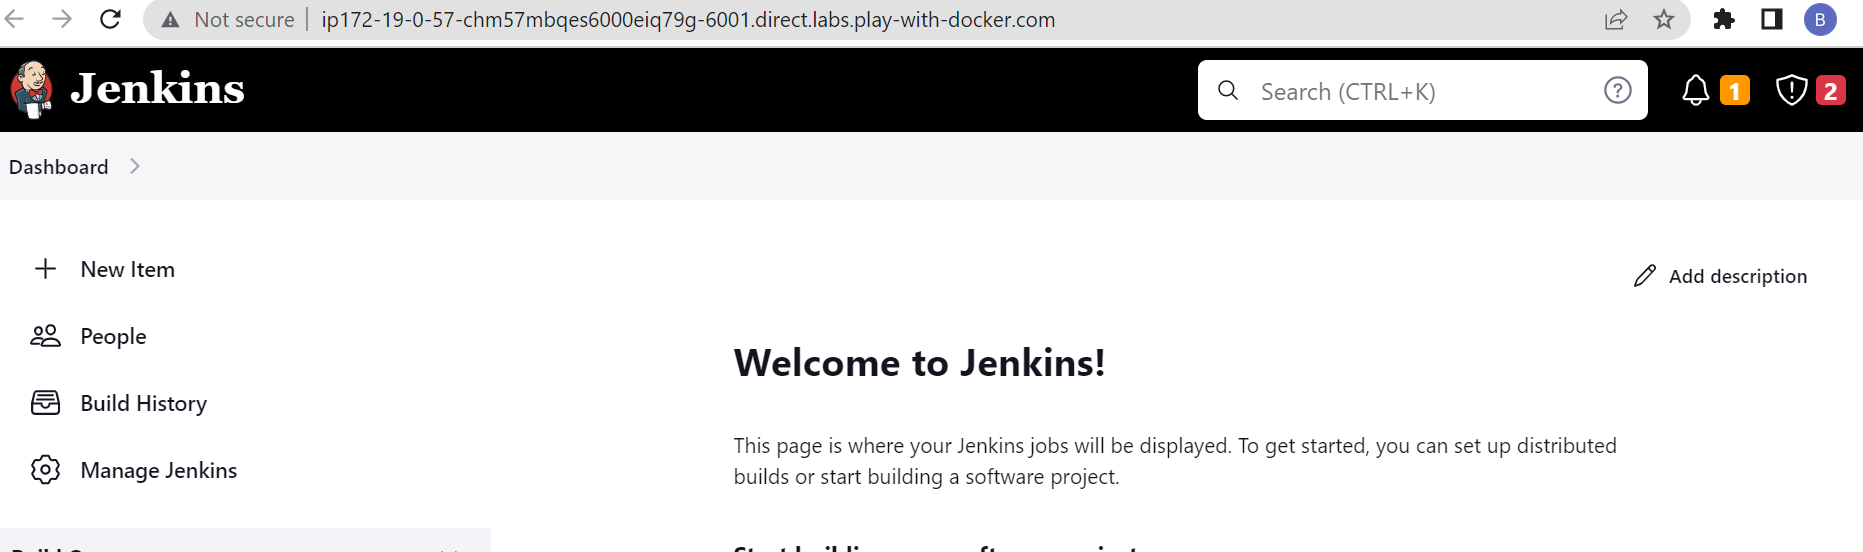 Not secure | ip172-19-0-57-chm57mbqes6000eiq79g-6001.direct.labs.play-with-docker.com
B
Jenkins
Search (CTRL+K)
?
1
2
Dashboard
New Item
Add description
People
Welcome to Jenkins!
Build History
This page is where your Jenkins jobs will be displayed. To get started, you can set up distributed
builds or start building a software project.
Manage Jenkins